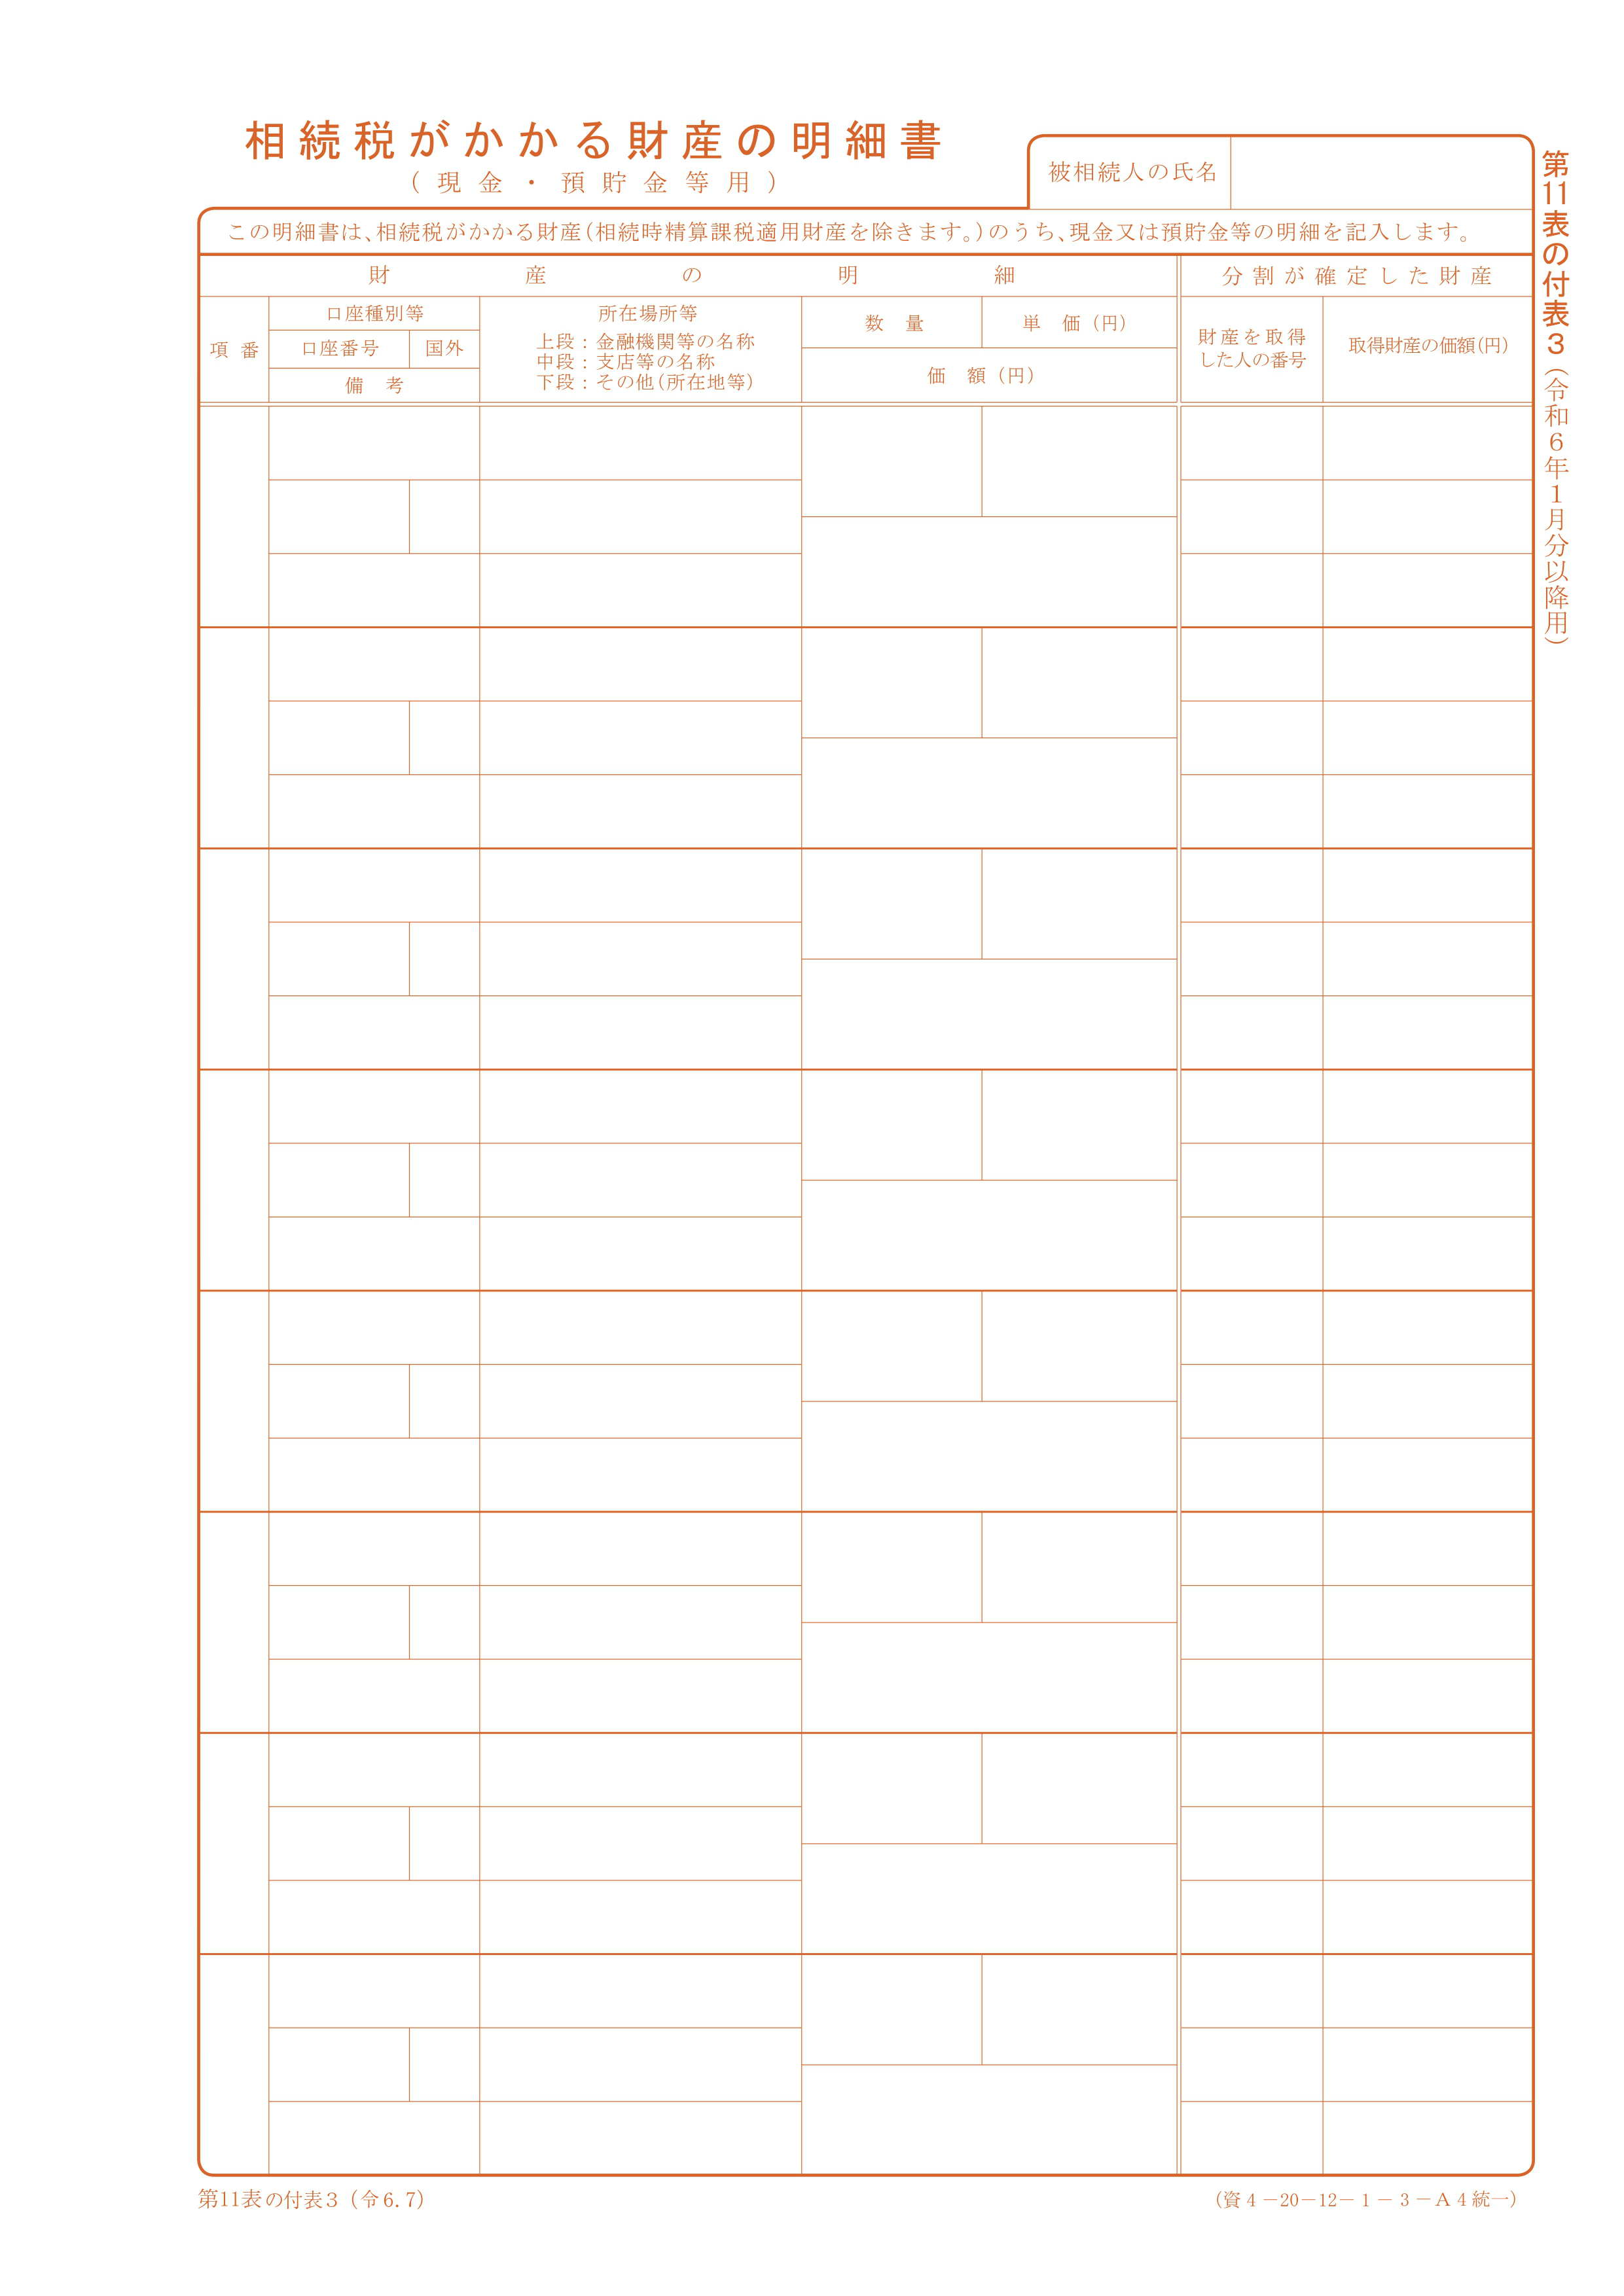 相続税がかかる財産の明細書
（現金・預貯金等用）
被相続人の氏名
第11表の付表３（令和６年１月分以降用）
この明細書は、相続税がかかる財産（相続時精算課税適用財産を除きます。）のうち、現金又は預貯金等の明細を記入します。
財産の明細
分割が確定した財産
項番
口座種別等
口座番号
国外
備考
所在場所等
上段：金融機関等の名称
中段：支店等の名称
下段：その他（所在地等）
数量
単価（円）
価額（円）
財産を取得
した人の番号
取得財産の価額（円）
第11表の付表３（令６.７）
（資４－20－12－１－３－Ａ４統一）